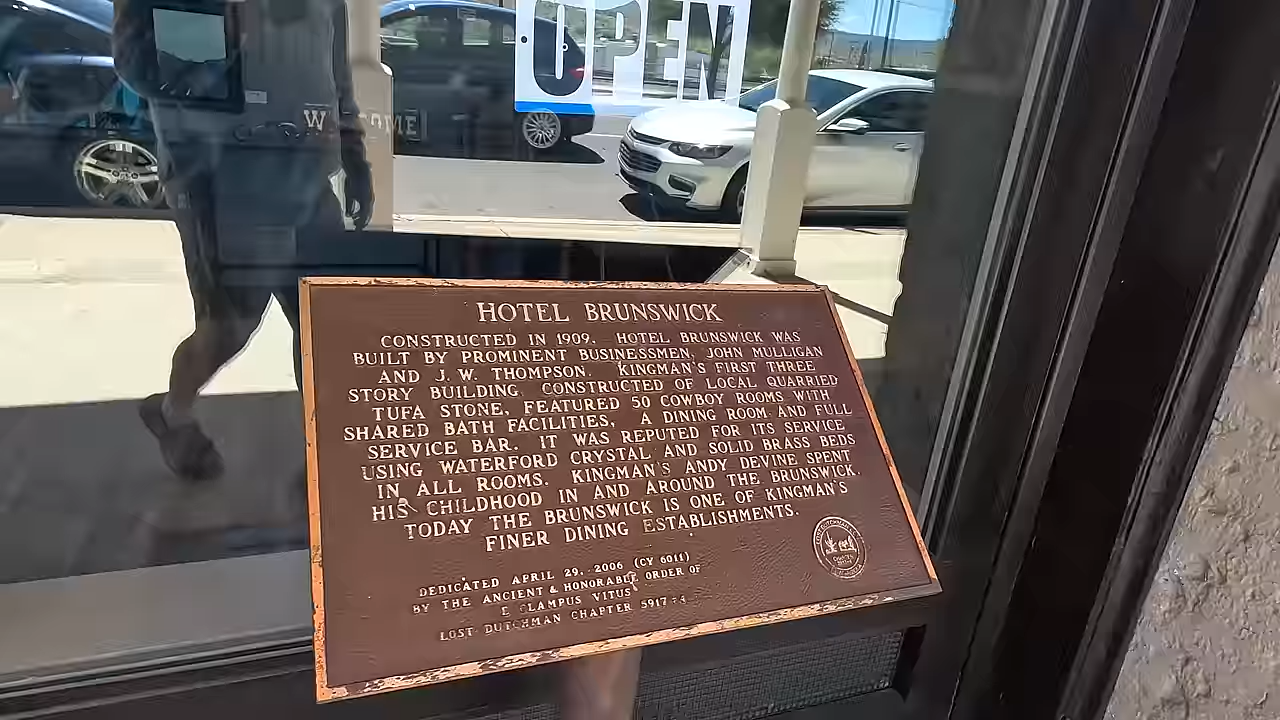 OPEN
WELCOME
HOTEL BRUNSWICK
CONSTRUCTED IN 1909, HOTEL BRUNSWICK WAS
BUILT BY PROMINENT BUSINESSMEN, JOHN MULLIGAN
AND J. W. THOMPSON. KINGMAN'S FIRST THREE
STORY BUILDING, CONSTRUCTED OF LOCAL QUARRIED
TUFA STONE, FEATURED 50 COWBOY ROOMS WITH
SHARED BATH FACILITIES, A DINING ROOM AND FULL
SERVICE BAR. IT WAS REPUTED FOR ITS SERVICE
USING WATERFORD CRYSTAL AND SOLID BRASS BEDS
IN ALL ROOMS. KINGMAN'S ANDY DEVINE SPENT
HIS CHILDHOOD IN AND AROUND THE BRUNSWICK.
TODAY THE BRUNSWICK IS ONE OF KINGMAN'S
FINER DINING ESTABLISHMENTS.
DEDICATED APRIL 29, 2006 (CY 6011)
BY THE ANCIENT & HONORABLE ORDER OF
E CLAMPUS VITUS
LOST DUTCHMAN CHAPTER 5917